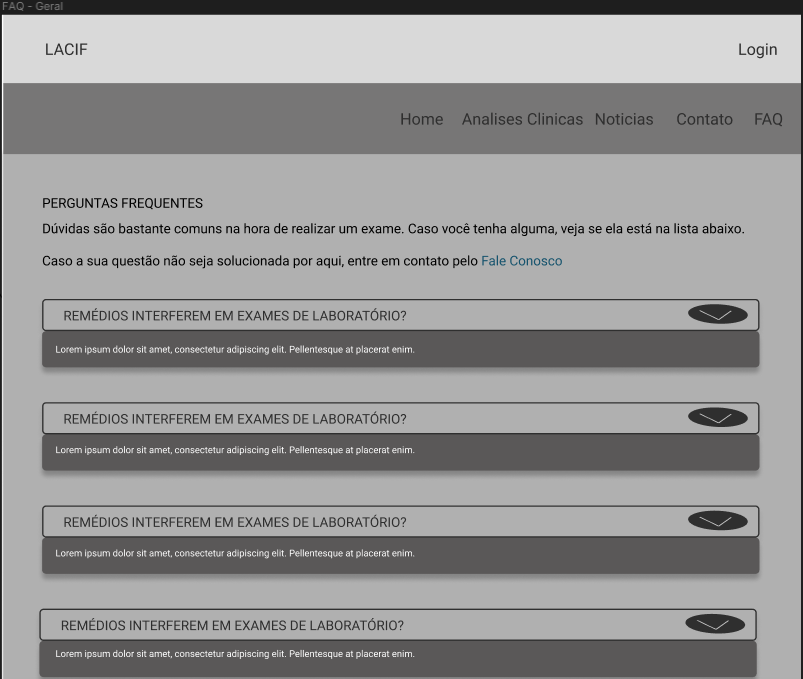 FAQ - Geral
LACIF
Login
Home Analises Clinicas Noticias Contato FAQ
PERGUNTAS FREQUENTES
Dúvidas são bastante comuns na hora de realizar um exame. Caso você tenha alguma, veja se ela está na lista abaixo.
Caso a sua questão não seja solucionada por aqui, entre em contato pelo Fale Conosco
REMÉDIOS INTERFEREM EM EXAMES DE LABORATÓRIO?
Lorem ipsum dolor sit amet, consectetur adipiscing elit. Pellentesque at placerat enim.
REMÉDIOS INTERFEREM EM EXAMES DE LABORATÓRIO?
Lorem ipsum dolor sit amet, consectetur adipiscing elit. Pellentesque at placerat enim.
REMÉDIOS INTERFEREM EM EXAMES DE LABORATÓRIO?
Lorem ipsum dolor sit amet, consectetur adipiscing elit. Pellentesque at placerat enim.
REMÉDIOS INTERFEREM EM EXAMES DE LABORATÓRIO?
Lorem ipsum dolor sit amet, consectetur adipiscing elit. Pellentesque at placerat enim.